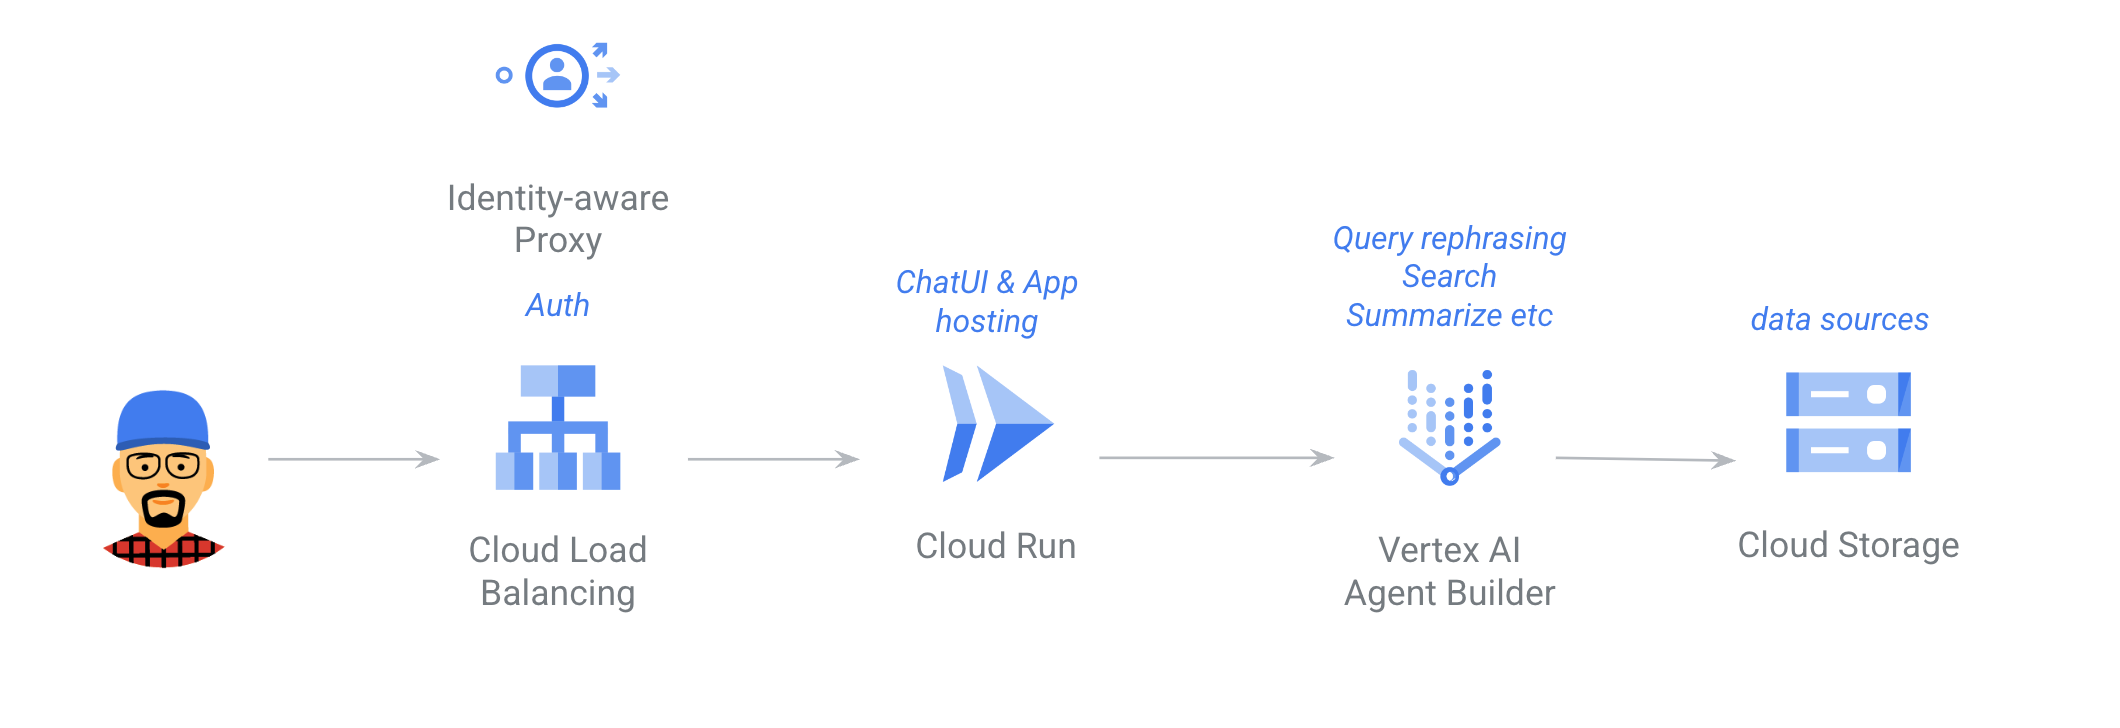 Identity-aware
Proxy
Auth
Cloud Load
Balancing
ChatUI & App
hosting
Cloud Run
Query rephrasing
Search
Summarize etc
Vertex AI
Agent Builder
data sources
Cloud Storage